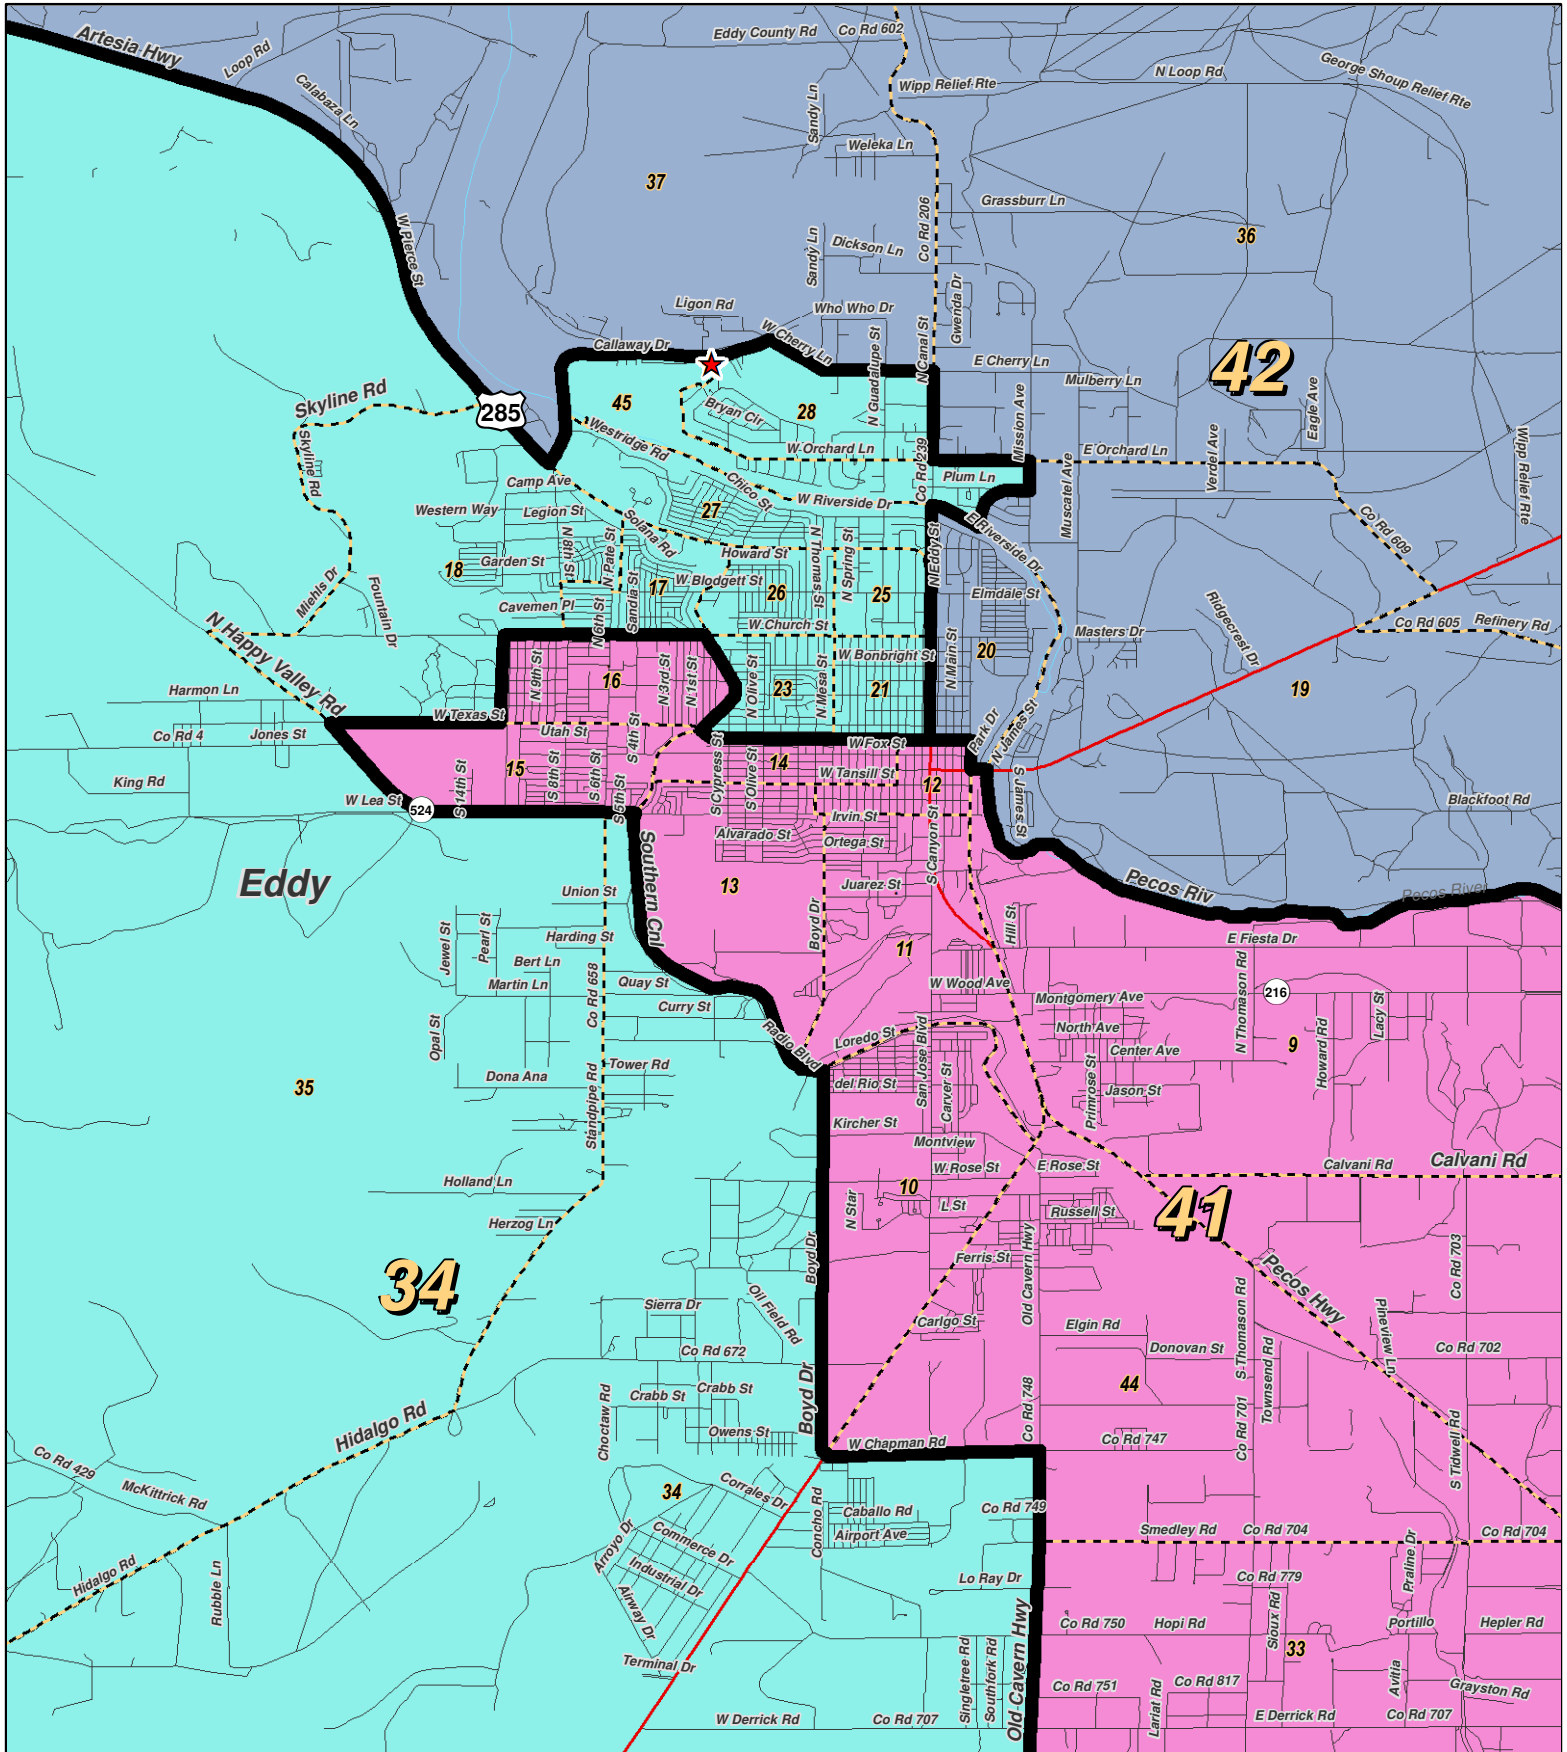 Artesia Hwy
Loop Rd
Calabaza Ln
Eddy County Rd
Co Rd 602
Wipp Relief Rte
N Loop Rd
George Shoup Relief Rte
Sandy Ln
Weleka Ln
37
Grassburr Ln
Co Rd 206
36
W Pierce St
Sandy Ln
Dickson Ln
Ligon Rd
Who Who Dr
Gwenda Dr
Callaway Dr
W Cherry Ln
N Guadalupe St
N Canal St
E Cherry Ln
42
Mulberry Ln
Mission Ave
Eagle Ave
Skyline Rd
285
45
Bryan Cir
28
Westridge Rd
W Orchard Ln
Co Rd 239
E Orchard Ln
Verdel Ave
Wipp Relief Rte
Skyline Rd
Camp Ave
Chico St
Plum Ln
Muscatel Ave
W Riverside Dr
Western Way
Legion St
27
Solana Rd
E Riverside Dr
Co Rd 609
N 8th St
N Pate St
Howard St
N Thomas St
N Spring St
N Eddy St
18
Garden St
17
W Blodgett St
26
25
Elmdale St
Miehls Dr
Fountain Dr
Cavemen Pl
N 6th St
Sandia St
W Church St
N Happy Valley Rd
Ridgecrest Dr
Masters Dr
Co Rd 605
Refinery Rd
W Bonbright St
N Main St
20
N 9th St
16
N 3rd St
N 1st St
N Olive St
23
N Mesa St
21
19
Harmon Ln
W Texas St
Utah St
S 4th St
Co Rd 4
Jones St
W Fox St
Park Dr
N James St
King Rd
15
S 14th St
S 8th St
S 6th St
S 5th St
S Cypress St
S Olive St
14
W Tansill St
12
W Lea St
524
Irvin St
S James St
Blackfoot Rd
Alvarado St
Ortega St
S Canyon St
Southern Cnl
Eddy
13
Juarez St
Pecos Riv
Pecos River
Union St
Boyd Dr
11
Hill St
E Fiesta Dr
Jewel St
Pearl St
Harding St
Bert Ln
Martin Ln
Co Rd 658
Quay St
W Wood Ave
N Thomason Rd
216
Montgomery Ave
Lacy St
Curry St
Opal St
Radio Blvd
Loredo St
San Jose Blvd
North Ave
Center Ave
9
Howard Rd
35
Dona Ana
Standpipe Rd
Tower Rd
del Rio St
Carver St
Primrose St
Jason St
Kircher St
Montview
W Rose St
E Rose St
Calvani Rd
Calvani Rd
Holland Ln
10
N Star
L St
Russell St
41
Herzog Ln
Boyd Dr
Ferris St
Old Cavern Hwy
Pecos Hwy
Co Rd 703
34
Sierra Dr
Oil Field Rd
Carlgo St
Elgin Rd
S Thomason Rd
Pineview Ln
Co Rd 672
Donovan St
Townsend Rd
Co Rd 702
Choctaw Rd
Crabb St
Crabb St
Boyd Dr
Co Rd 748
44
Hidalgo Rd
Owens St
W Chapman Rd
Co Rd 747
Co Rd 701
S Tidwell Rd
Co Rd 429
McKittrick Rd
34
Corrales Dr
Concho Rd
Caballo Rd
Co Rd 749
Airport Ave
Smedley Rd
Co Rd 704
Co Rd 704
Arroyo Dr
Commerce Dr
Praline Dr
Hidalgo Rd
Rubble Ln
Industrial Dr
Airway Dr
Lo Ray Dr
Co Rd 779
Co Rd 750
Hopi Rd
Sioux Rd
Portillo
Hepler Rd
33
Terminal Dr
Singletree Rd
Southfork Rd
Old Cavern Hwy
Co Rd 751
Lariat Rd
Co Rd 817
Avitia
Grayston Rd
W Derrick Rd
Co Rd 707
E Derrick Rd
Co Rd 707